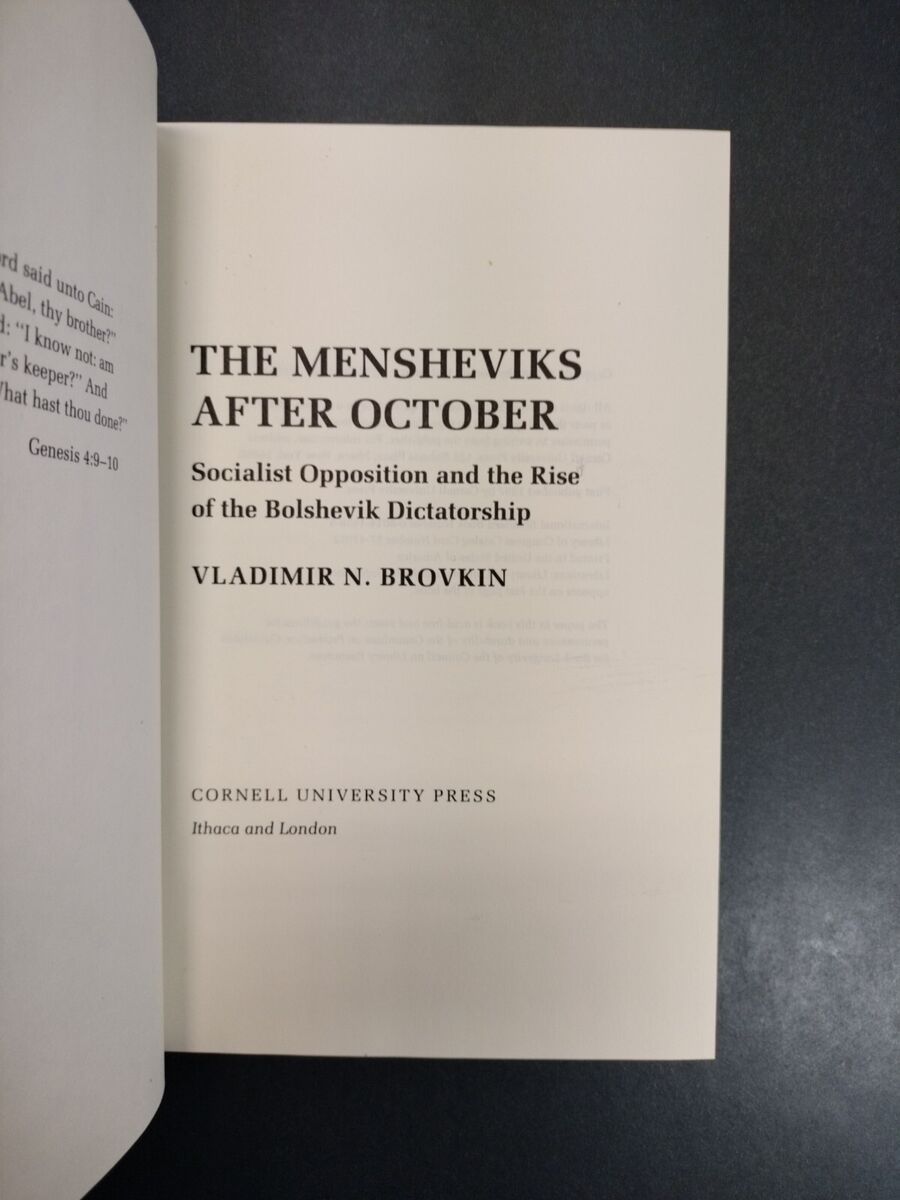 said unto Cain:
Abel, thy brother?"
"I know not: am
keeper?" And
hast thou done?"
Genesis 4:9–10
THE MENSHEVIKS
AFTER OCTOBER
Socialist Opposition and the Rise
of the Bolshevik Dictatorship
VLADIMIR N. BROVKIN
CORNELL UNIVERSITY PRESS
Ithaca and London